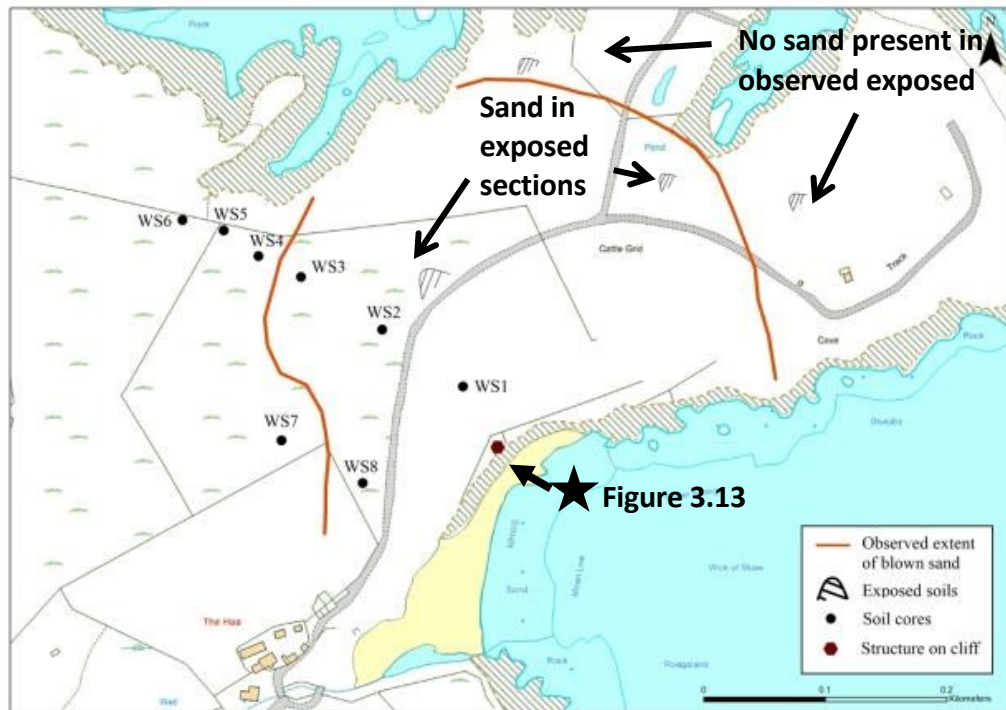 Rock
No sand present in
observed exposed
Sand in
exposed
sections
Pond
WS6
WS5
WS4
WS3
Cattle Grid
Track
WS2
Cave
Rock
WS1
WS7
WS8
Figure 3.13
Sand
Wick of Skaw
The Haa
Rock
Well
Observed extent
of blown sand
Exposed soils
Soil cores
Structure on cliff
0
0.1
0.2
Kilometers